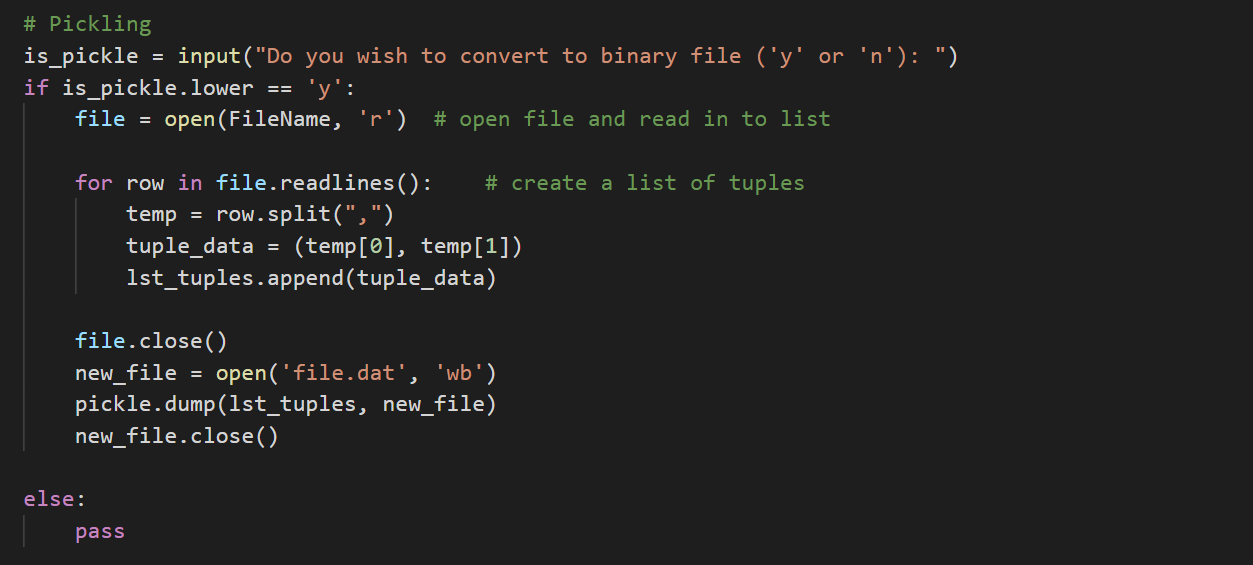 # Pickling
is_pickle = input("Do you wish to convert to binary file ('y' or 'n'): ")
if is_pickle.lower == 'y':
    file = open(FileName, 'r')  # open file and read in to list

    for row in file.readlines():    # create a list of tuples
        temp = row.split(",")
        tuple_data = (temp[0], temp[1])
        lst_tuples.append(tuple_data)

    file.close()
    new_file = open('file.dat', 'wb')
    pickle.dump(lst_tuples, new_file)
    new_file.close()

else:
    pass